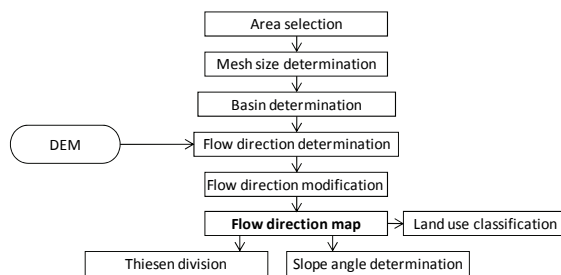 Area selection
Mesh size determination
Basin determination
DEM
Flow direction determination
Flow direction modification
Flow direction map
Land use classification
Thiesen division
Slope angle determination